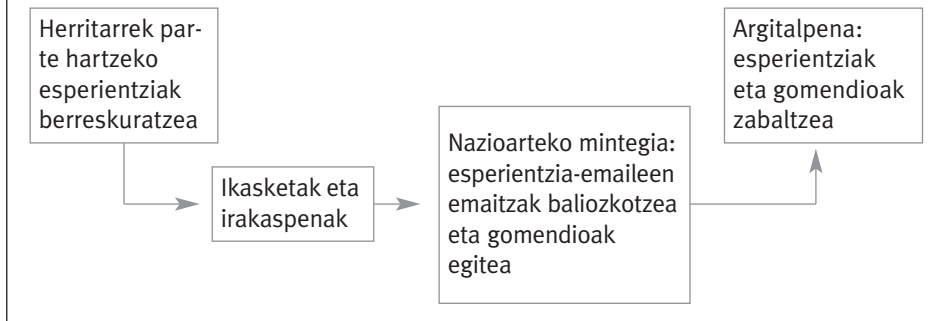 Herritarrek par-
te hartzeko
esperientziak
berreskuratzea
Ikasketak eta
irakaspenak
Nazioarteko mintegia:
esperientzia-emaileen
emaitzak baliozkotzea
eta gomendioak
egitea
Argitalpena:
esperientziak
eta gomendioak
zabaltzea